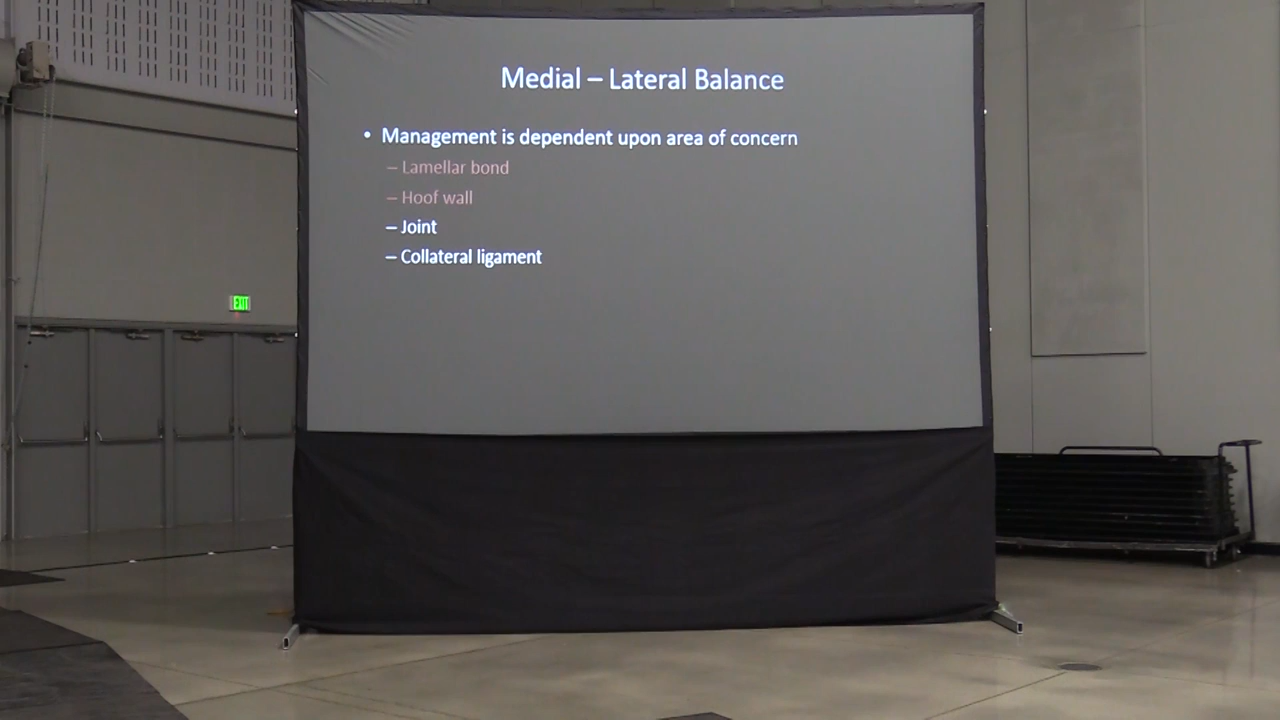 Medial – Lateral Balance
• Management is dependent upon area of concern
– Lamellar bond
– Hoof wall
– Joint
– Collateral ligament
EXIT